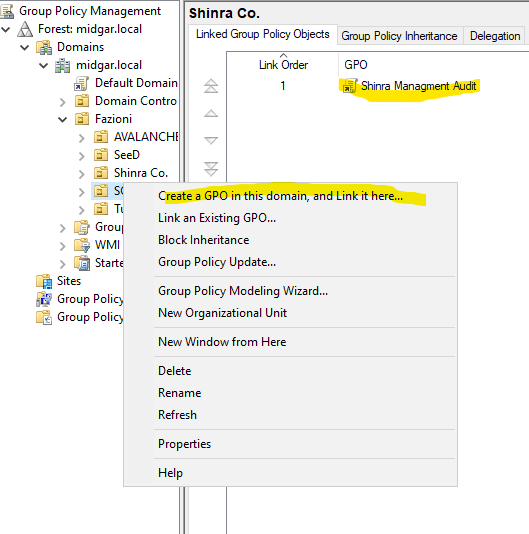 Group Policy Management
Forest: midgar.local
Domains
midgar.local
Default Domain
Domain Contro
Fazioni
AVALANCHE
SeeD
Shinra Co.
SO
Tu
Group
WMI
Starte
Sites
Group Policy
Group Policy
Shinra Co.
Linked Group Policy Objects
Group Policy Inheritance
Delegation
Link Order
GPO
1
Shinra Managment Audit
Create a GPO in this domain, and Link it here...
Link an Existing GPO...
Block Inheritance
Group Policy Update...
Group Policy Modeling Wizard...
New Organizational Unit
New Window from Here
Delete
Rename
Refresh
Properties
Help